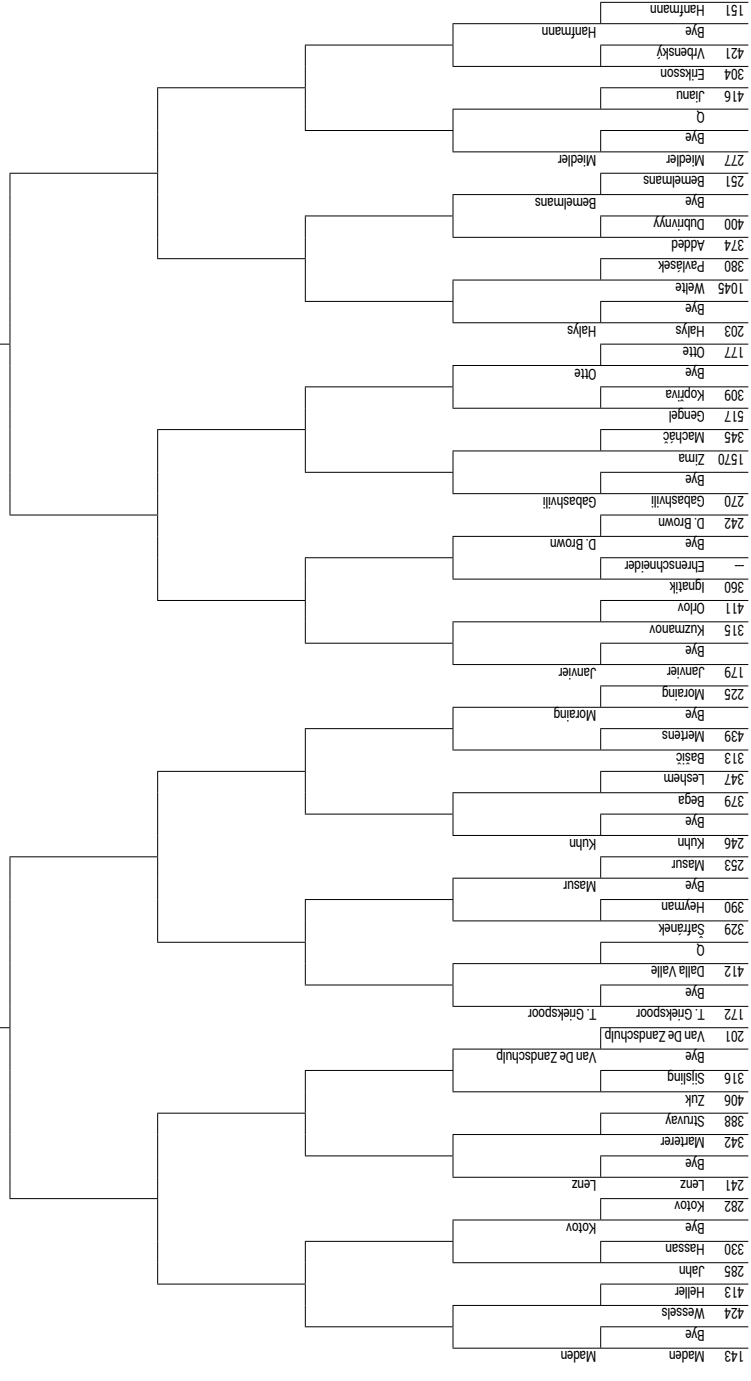 143 Maden Maden
Bye
424 Wessels
413 Heller
285 Jahn
330 Hassan
Bye Kotov
282 Kotov
241 Lenz Lenz
Bye
342 Marterer
388 Struvay
406 Zuk
316 Sijsling
Bye Van De Zandschulp
201 Van De Zandschulp
172 T. Griekspoor T. Griekspoor
Bye
412 Dalla Valle
Q
329 Šafránek
390 Heyman
Bye Masur
253 Masur
246 Kuhn Kuhn
Bye
379 Bega
347 Leshem
313 Bašić
439 Mertens
Bye Moraing
225 Moraing
179 Janvier Janvier
Bye
315 Kuzmanov
411 Orlov
360 Ignatik
— Ehrenschneider
Bye D. Brown
242 D. Brown
270 Gabashvili Gabashvili
Bye
1570 Zima
345 Macháč
517 Gengel
309 Kopřiva
Bye Otte
177 Otte
203 Halys Halys
Bye
1045 Welte
380 Pavlásek
374 Added
400 Dubrivnyy
Bye Bemelmans
251 Bemelmans
277 Miedler Miedler
Bye
Q
416 Jianu
304 Eriksson
421 Vrbenský
Bye Hanfmann
151 Hanfmann